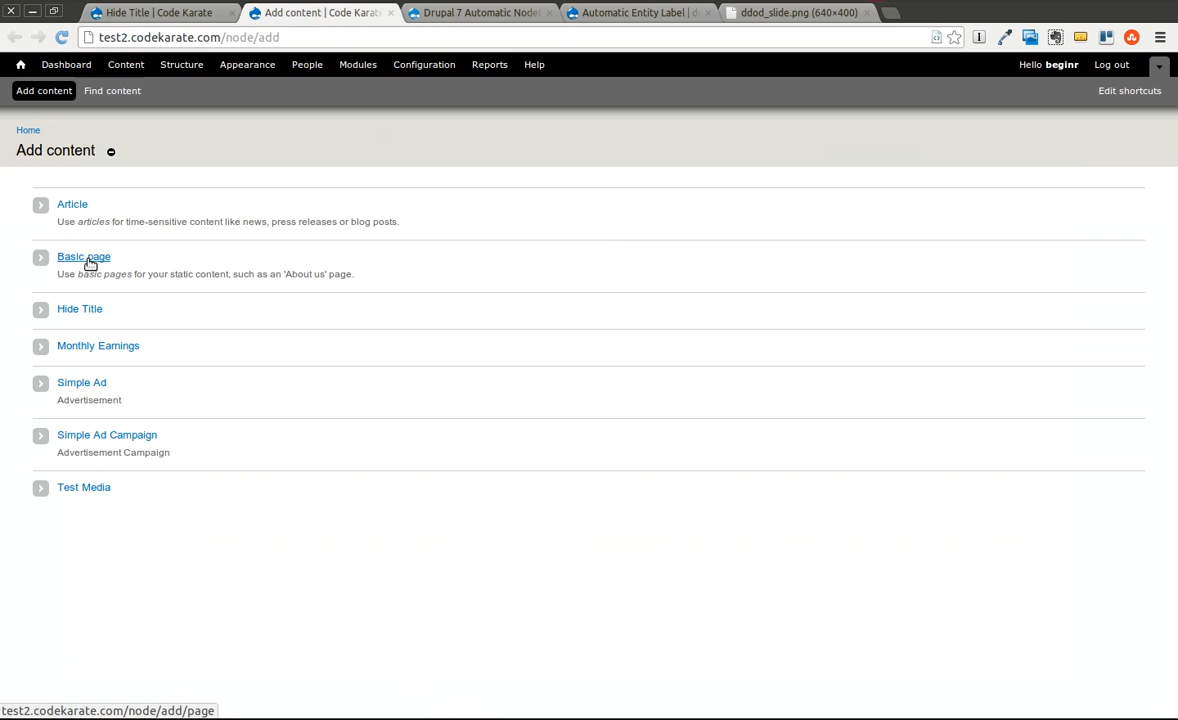 Hide Title | Code Karate
Add content | Code Karat
Drupal 7 Automatic Node
Automatic Entity Label | d
ddod_slide.png (640×400)
test2.codekarate.com/node/add
Dashboard Content Structure Appearance People Modules Configuration Reports Help Hello beginr Log out
Add content Find content Edit shortcuts
Home
Add content
Article
Use articles for time-sensitive content like news, press releases or blog posts.
Basic page
Use basic pages for your static content, such as an 'About us' page.
Hide Title
Monthly Earnings
Simple Ad
Advertisement
Simple Ad Campaign
Advertisement Campaign
Test Media
test2.codekarate.com/node/add/page